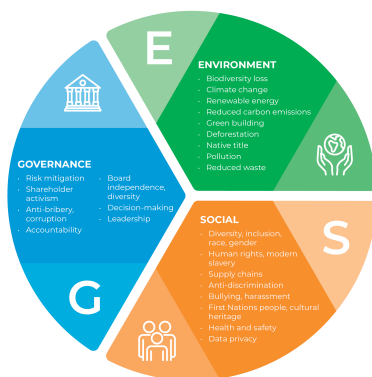 E
ENVIRONMENT
- Biodiversity loss
- Climate change
- Renewable energy
- Reduced carbon emissions
- Green building
- Deforestation
- Native title
- Pollution
- Reduced waste
GOVERNANCE
- Risk mitigation
- Shareholder
activism
- Anti-bribery,
corruption
- Accountability
- Board
independence,
diversity
- Decision-making
- Leadership
G
SOCIAL
- Diversity, inclusion,
race, gender
- Human rights, modern
slavery
- Supply chains
- Anti-discrimination
- Bullying, harassment
- First Nations people, cultural
heritage
- Health and safety
- Data privacy
S